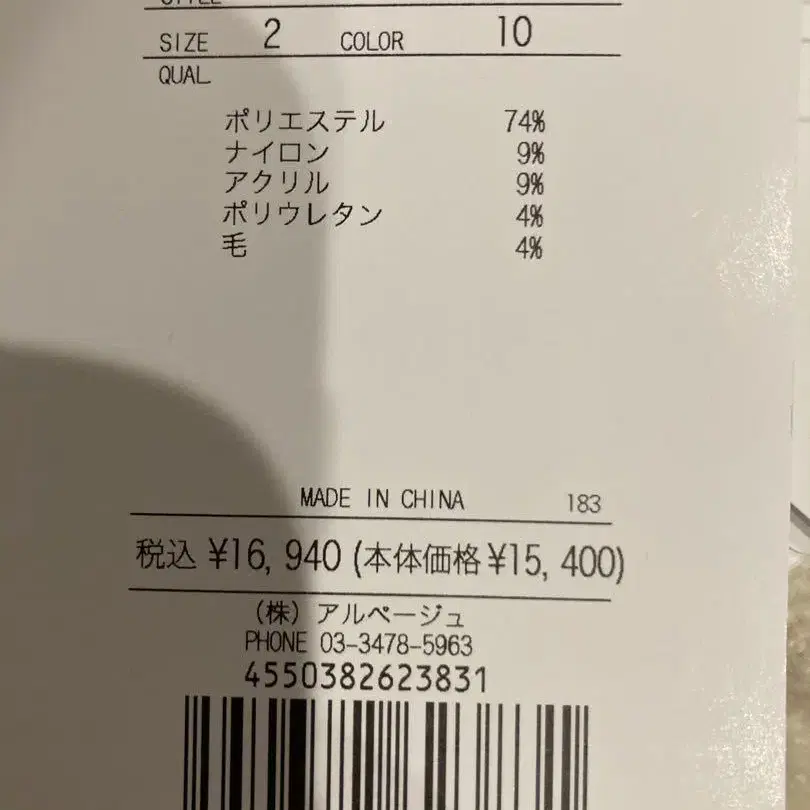 STYLE
SIZE 2 COLOR 10
QUAL
ポリエステル 74%
ナイロン 9%
アクリル 9%
ポリウレタン 4%
毛 4%
MADE IN CHINA 183
税込 ¥16,940 (本体価格¥15,400)
(株) アルページュ
PHONE 03-3478-5963
4550382623831